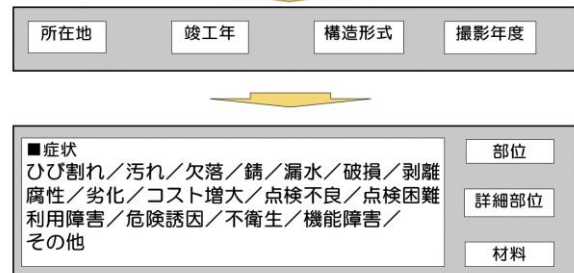 所在地
竣工年
構造形式
撮影年度
■症状
ひび割れ／汚れ／欠落／錆／漏水／破損／剥離
腐性／劣化／コスト増大／点検不良／点検困難
利用障害／危険誘因／不衛生／機能障害／
その他
部位
詳細部位
材料